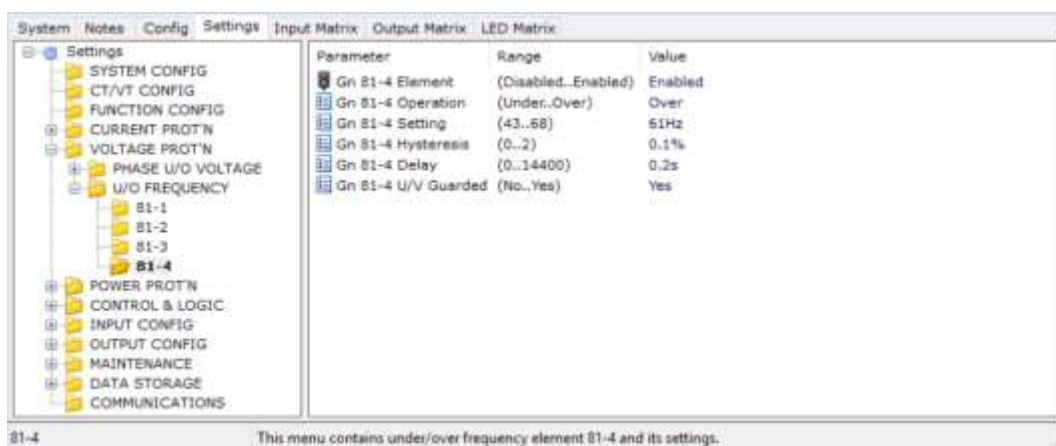 System Notes Config Settings Input Matrix Output Matrix LED Matrix
Settings
SYSTEM CONFIG
CT/VT CONFIG
FUNCTION CONFIG
CURRENT PROT'N
VOLTAGE PROT'N
PHASE U/O VOLTAGE
U/O FREQUENCY
81-1
81-2
81-3
81-4
POWER PROT'N
CONTROL & LOGIC
INPUT CONFIG
OUTPUT CONFIG
MAINTENANCE
DATA STORAGE
COMMUNICATIONS
Parameter Range Value
Gn 81-4 Element (Disabled..Enabled) Enabled
Gn 81-4 Operation (Under..Over) Over
Gn 81-4 Setting (43..68) 61Hz
Gn 81-4 Hysteresis (0..2) 0.1%
Gn 81-4 Delay (0..14400) 0.2s
Gn 81-4 U/V Guarded (No..Yes) Yes
81-4 This menu contains under/over frequency element 81-4 and its settings.